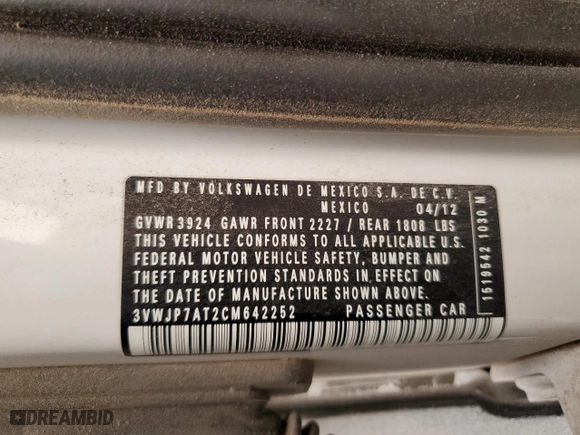 MFD BY VOLKSWAGEN DE MEXICO S.A. DE C.V.
MEXICO 04/12
GVWR 3924 GAWR FRONT 2227 / REAR 1808 LBS
THIS VEHICLE CONFORMS TO ALL APPLICABLE U.S.
FEDERAL MOTOR VEHICLE SAFETY, BUMPER AND
THEFT PREVENTION STANDARDS IN EFFECT ON
THE DATE OF MANUFACTURE SHOWN ABOVE.
3VWJP7AT2CM642252 PASSENGER CAR
1519542 1030 M
DREAMBID